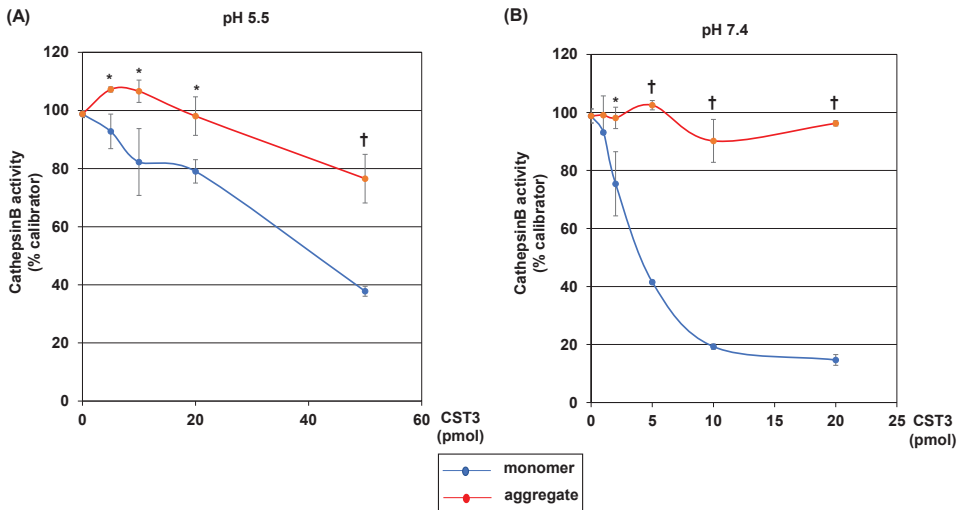 (A)
pH 5.5
CathepsinB activity
(% calibrator)
120
100
80
60
40
20
0
0
20
40
60
*
*
*
†
CST3
(pmol)
(B)
pH 7.4
CathepsinB activity
(% calibrator)
120
100
80
60
40
20
0
0
5
10
15
20
25
*
†
†
†
CST3
(pmol)
monomer
aggregate